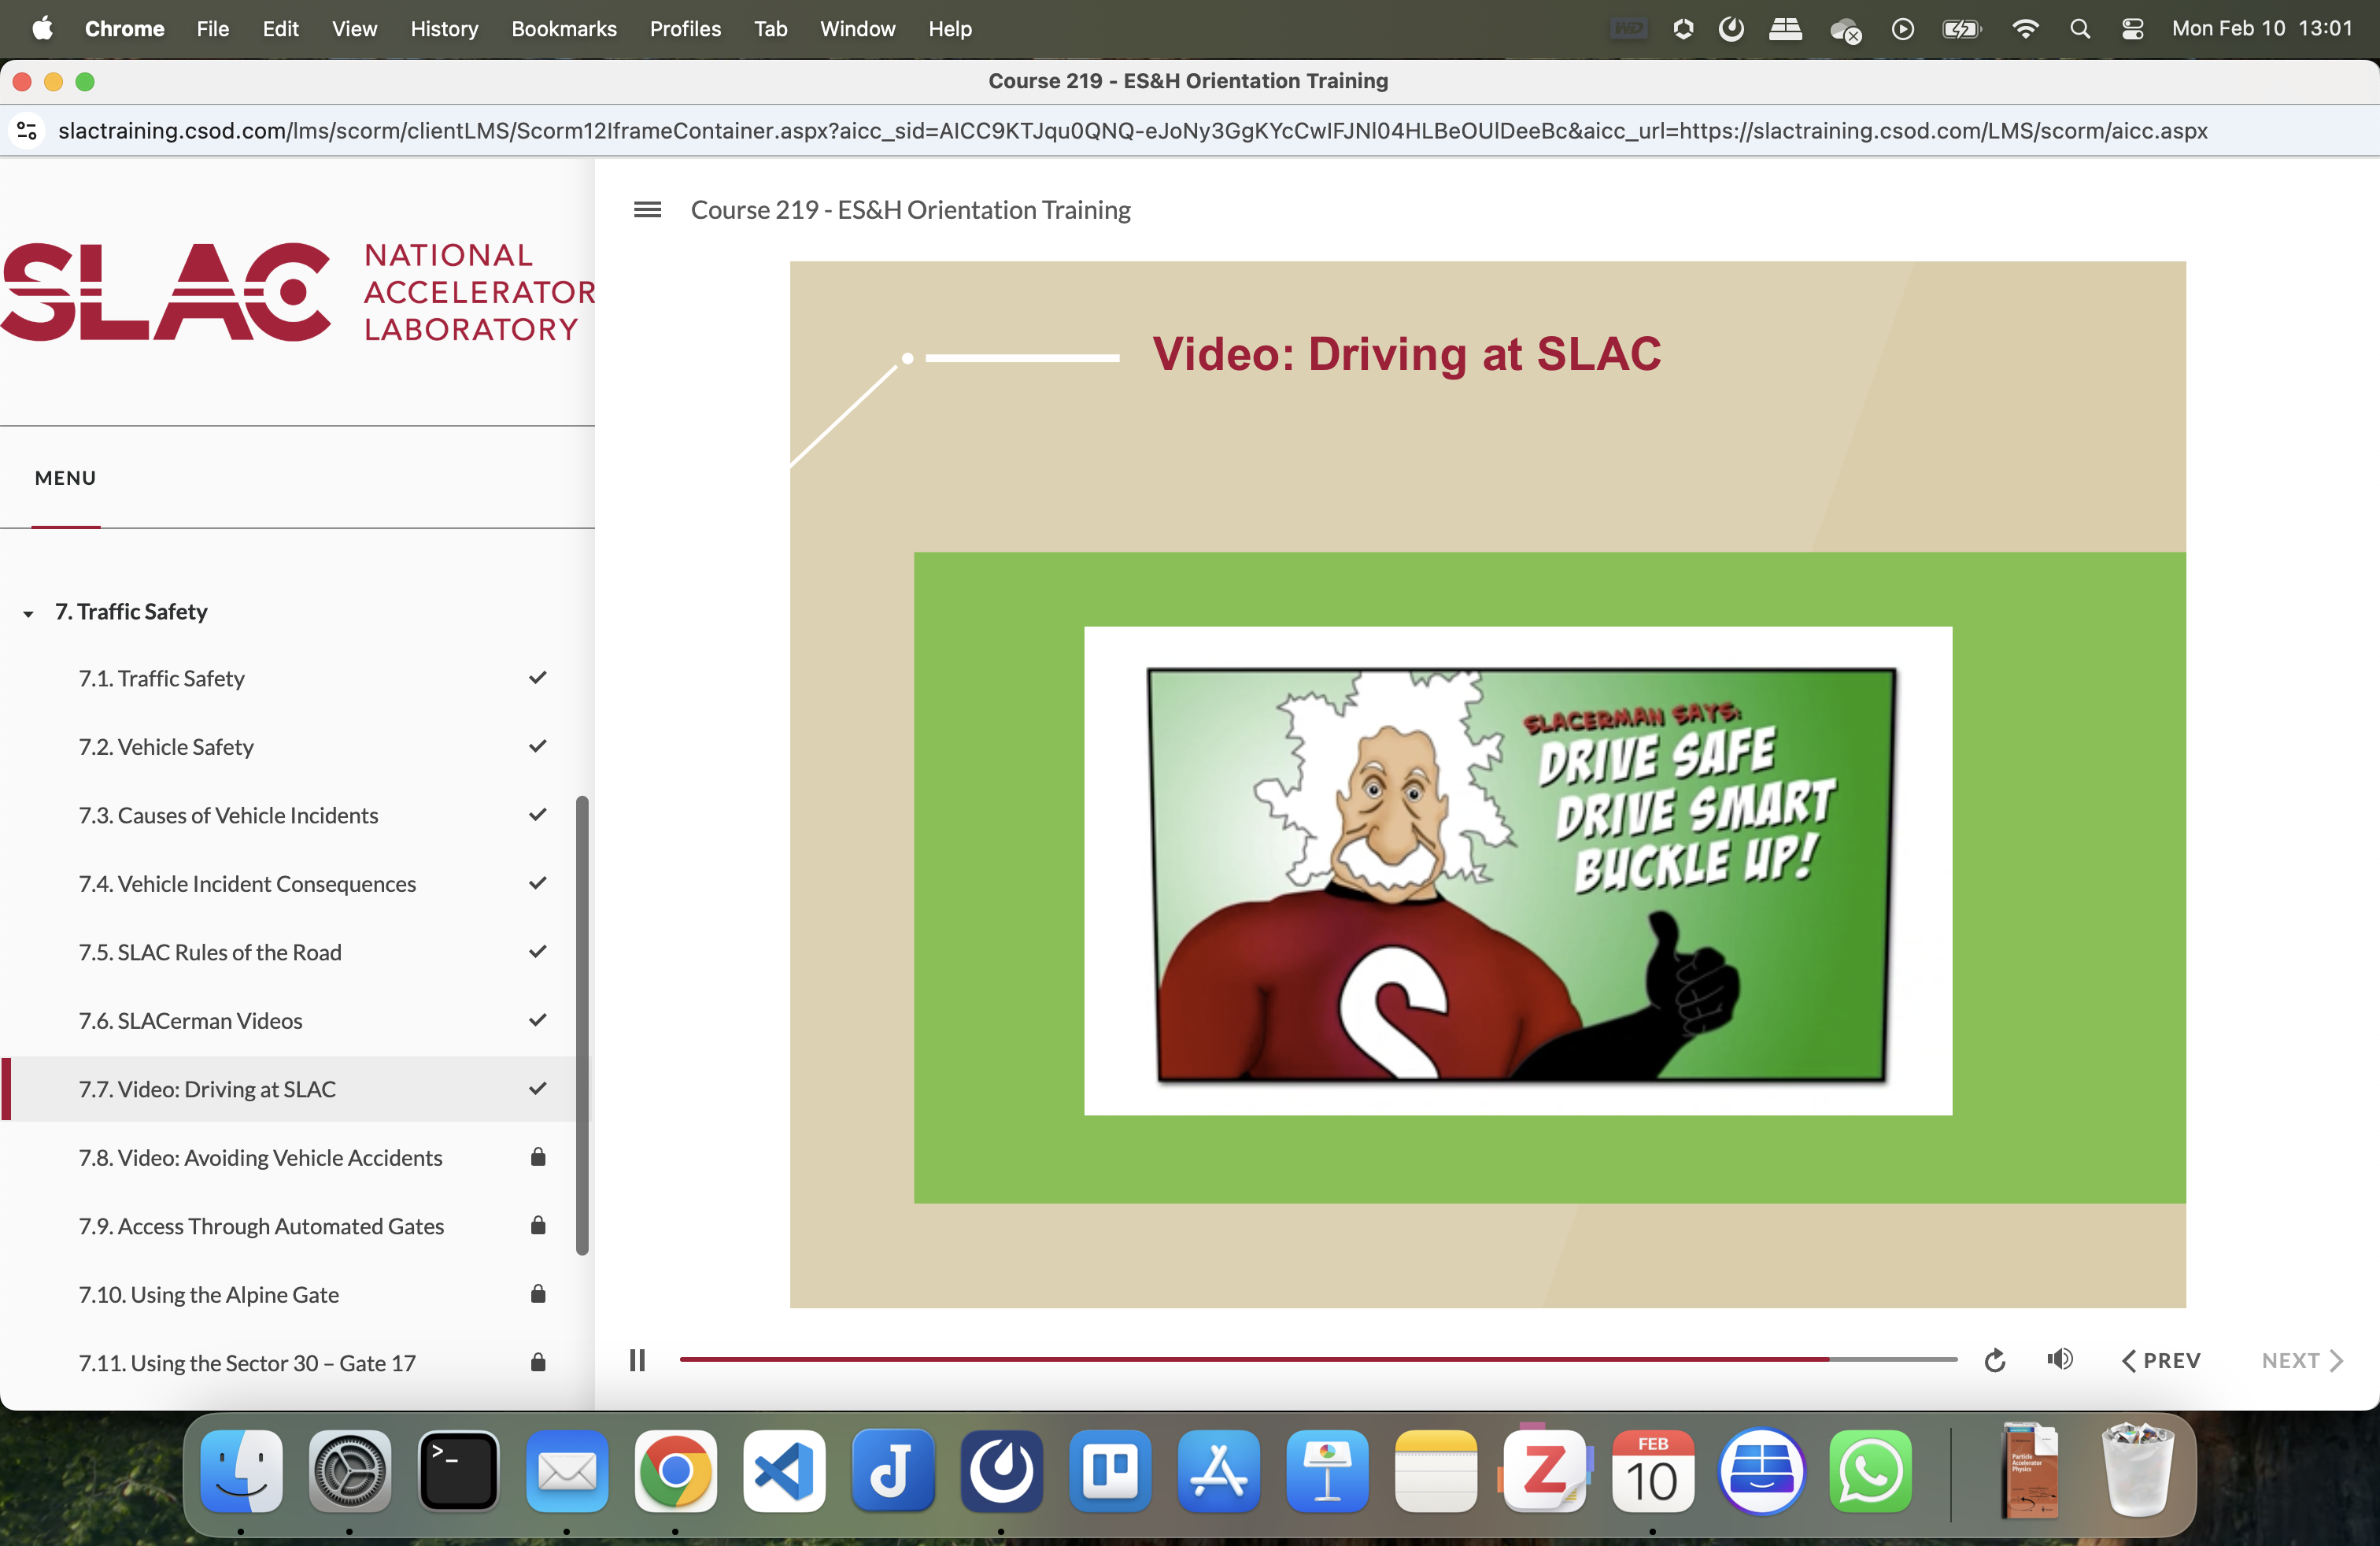 Chrome File Edit View History Bookmarks Profiles Tab Window Help Mon Feb 10 13:01
Course 219 - ES&H Orientation Training
slactraining.csod.com/lms/scorm/clientLMS/Scorm12IframeContainer.aspx?aicc_sid=AICC9KTJqu0QNQ-eJoNy3GgKYcCwIFJNl04HLBeOUlDeeBc&aicc_url=https://slactraining.csod.com/LMS/scorm/aicc.aspx
SLAC NATIONAL
ACCELERATOR
LABORATORY
MENU
7. Traffic Safety
7.1. Traffic Safety
7.2. Vehicle Safety
7.3. Causes of Vehicle Incidents
7.4. Vehicle Incident Consequences
7.5. SLAC Rules of the Road
7.6. SLACerman Videos
7.7. Video: Driving at SLAC
7.8. Video: Avoiding Vehicle Accidents
7.9. Access Through Automated Gates
7.10. Using the Alpine Gate
7.11. Using the Sector 30 – Gate 17
Course 219 - ES&H Orientation Training
Video: Driving at SLAC
SLACERMAN SAYS:
DRIVE SAFE
DRIVE SMART
BUCKLE UP!
S
PREV NEXT
FEB
10
Particle
Accelerator
Physics